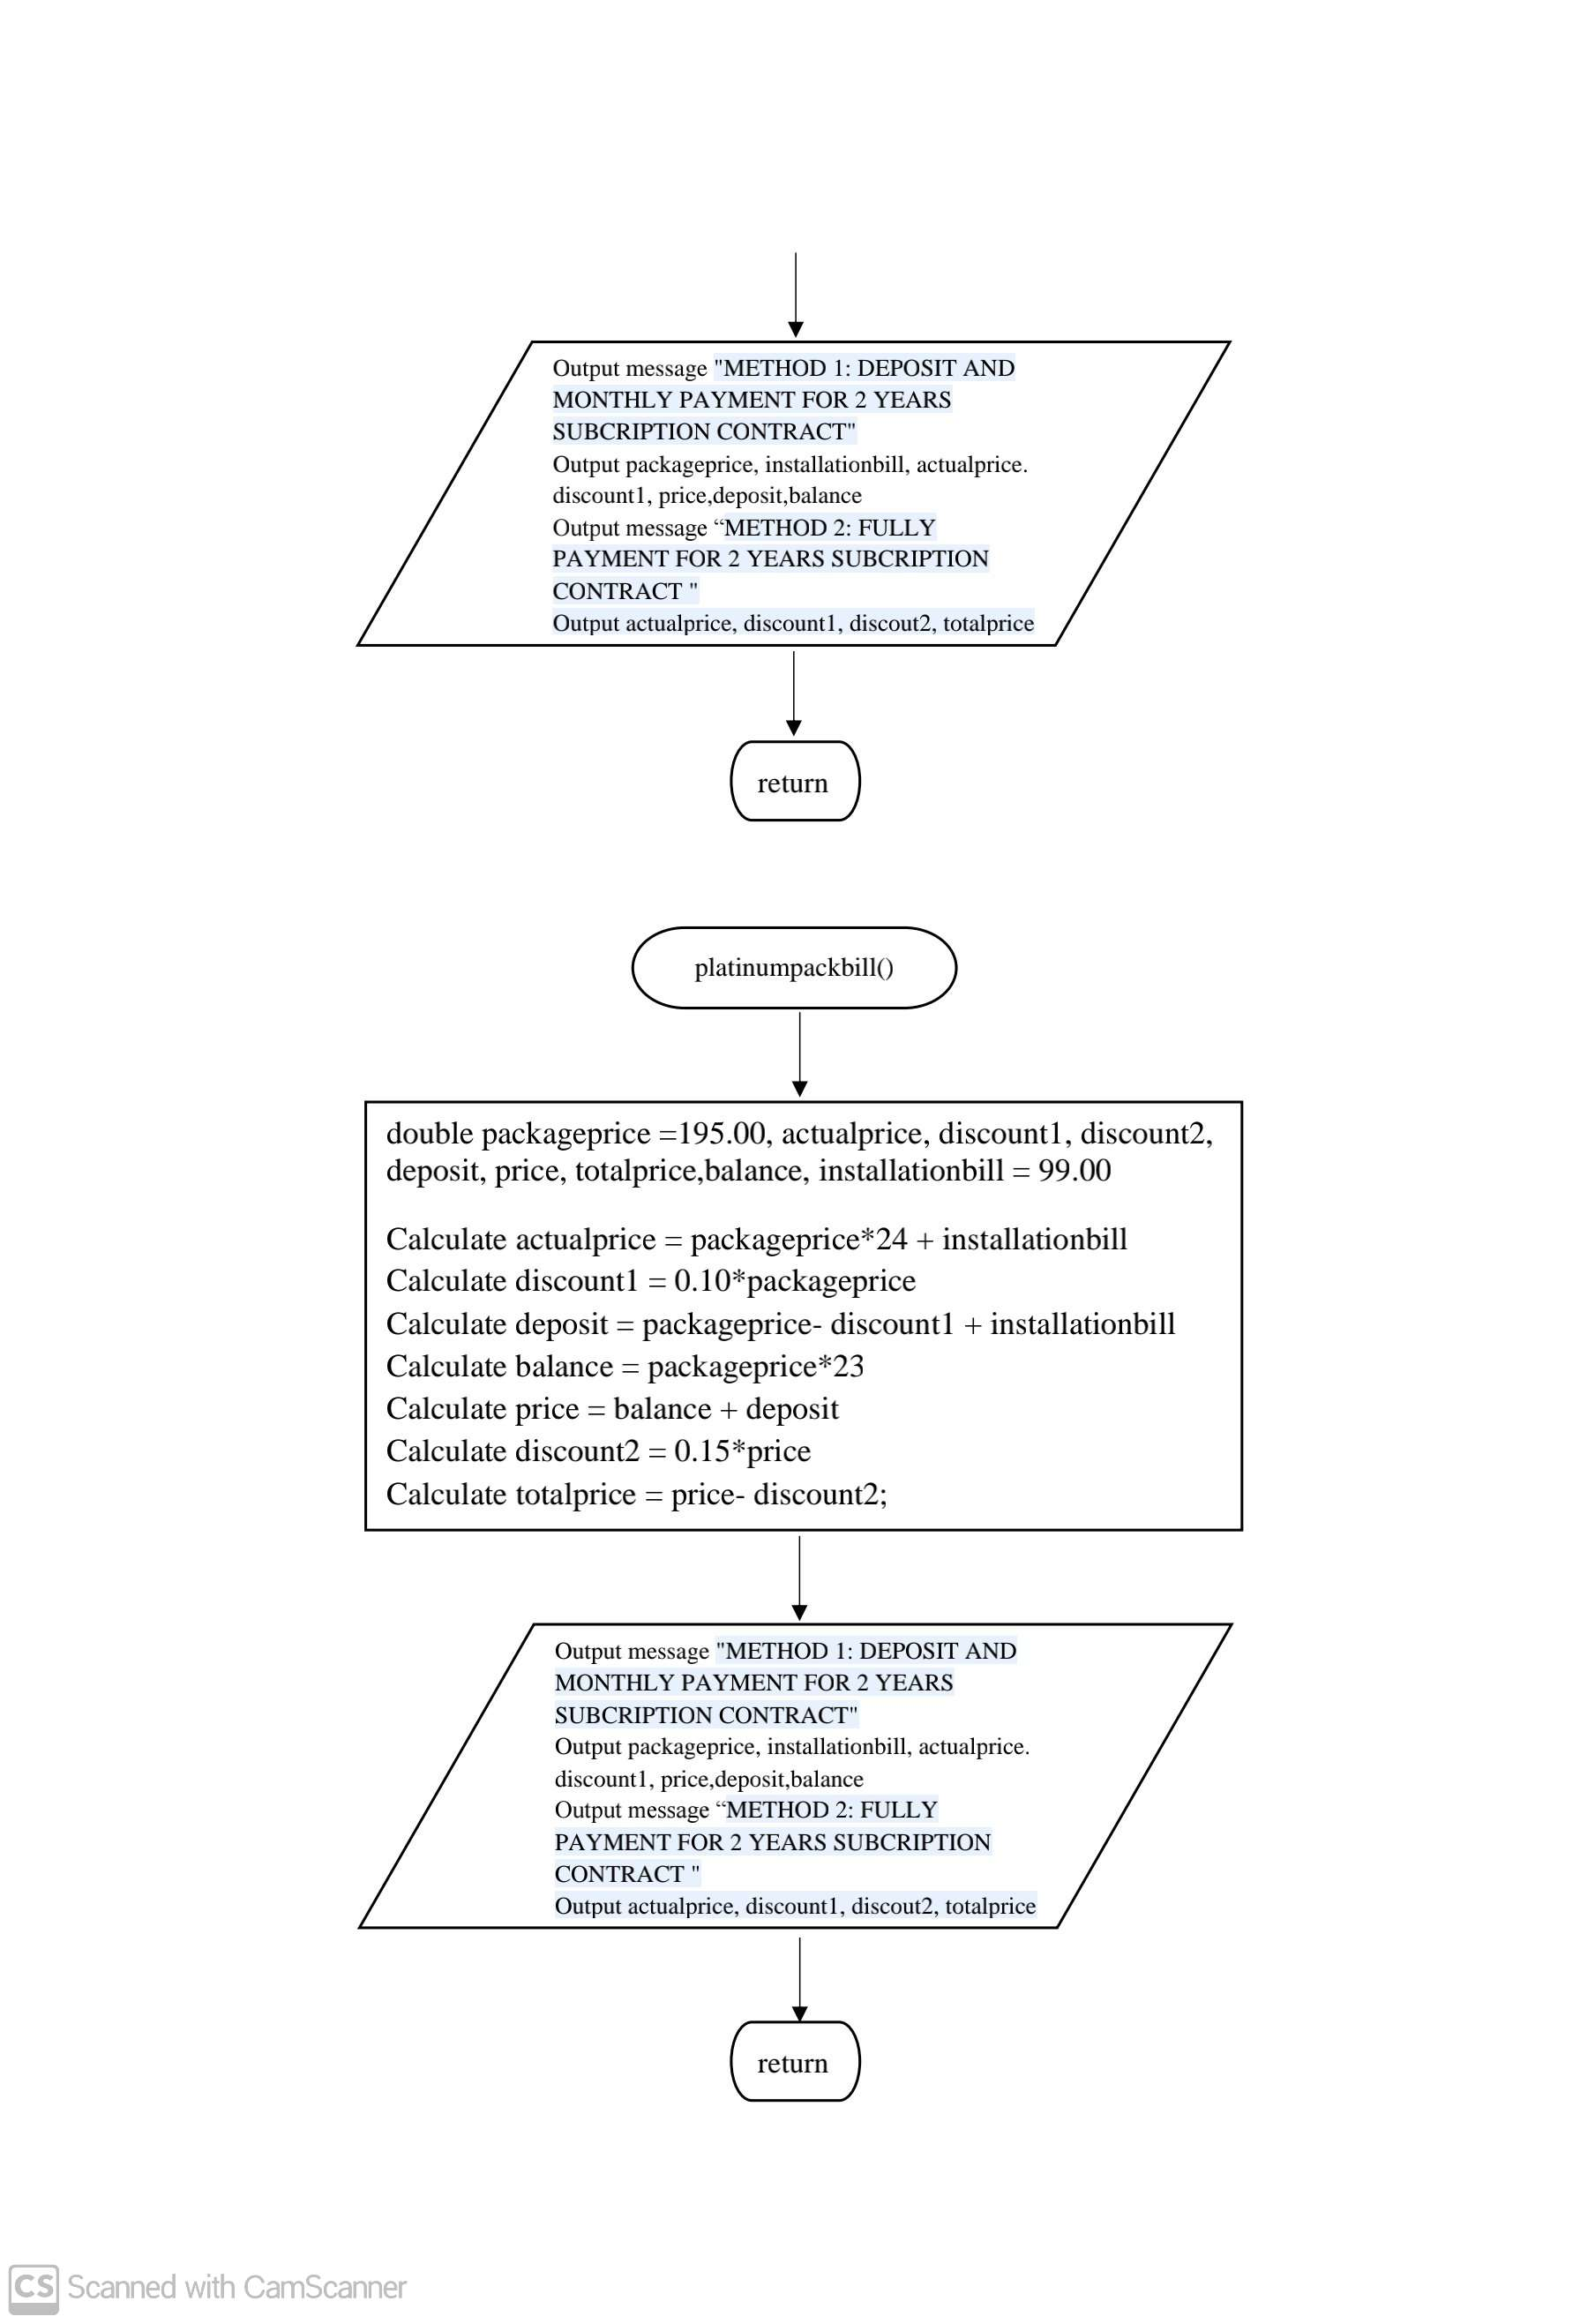 Output message "METHOD 1: DEPOSIT AND
MONTHLY PAYMENT FOR 2 YEARS
SUBCRIPTION CONTRACT"
Output packageprice, installationbill, actualprice.
discount1, price,deposit,balance
Output message “METHOD 2: FULLY
PAYMENT FOR 2 YEARS SUBCRIPTION
CONTRACT "
Output actualprice, discount1, discout2, totalprice
return
platinumpackbill()
double packageprice =195.00, actualprice, discount1, discount2,
deposit, price, totalprice,balance, installationbill = 99.00
Calculate actualprice = packageprice*24 + installationbill
Calculate discount1 = 0.10*packageprice
Calculate deposit = packageprice- discount1 + installationbill
Calculate balance = packageprice*23
Calculate price = balance + deposit
Calculate discount2 = 0.15*price
Calculate totalprice = price- discount2;
Output message "METHOD 1: DEPOSIT AND
MONTHLY PAYMENT FOR 2 YEARS
SUBCRIPTION CONTRACT"
Output packageprice, installationbill, actualprice.
discount1, price,deposit,balance
Output message “METHOD 2: FULLY
PAYMENT FOR 2 YEARS SUBCRIPTION
CONTRACT "
Output actualprice, discount1, discout2, totalprice
return
CS Scanned with CamScanner